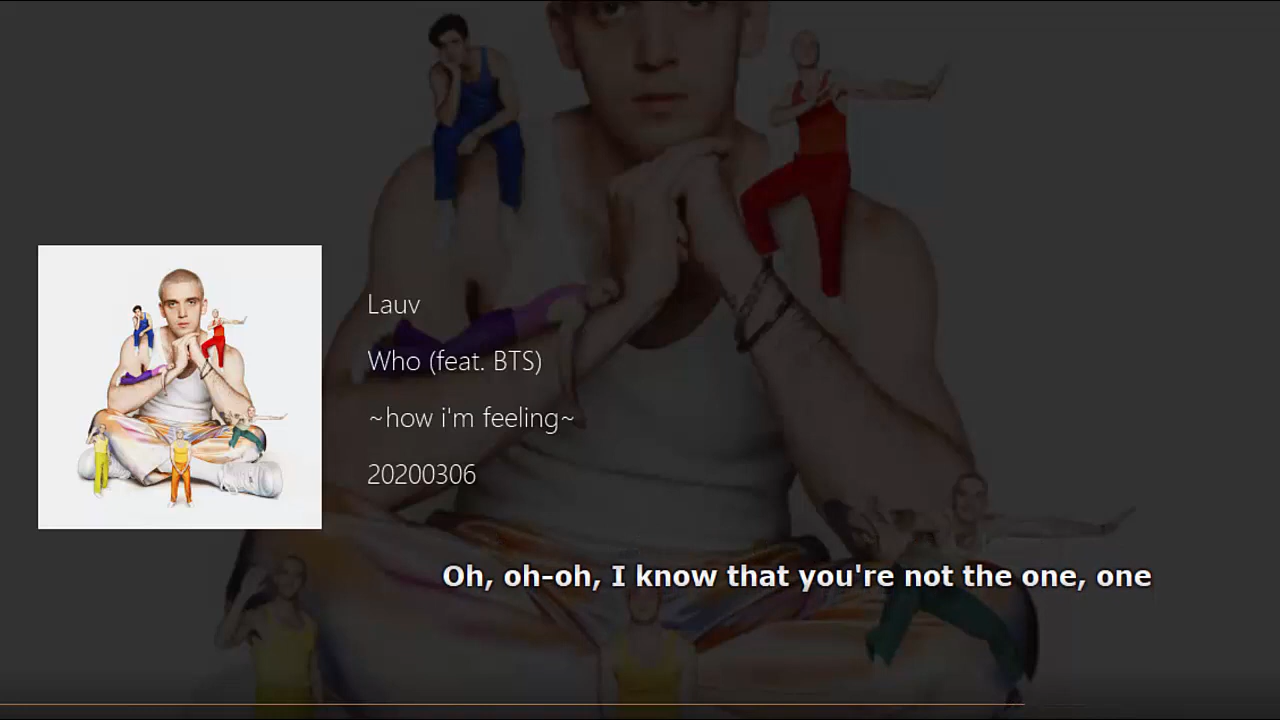 Lauv
Who (feat. BTS)
~how i'm feeling~
20200306
Oh, oh-oh, I know that you're not the one, one